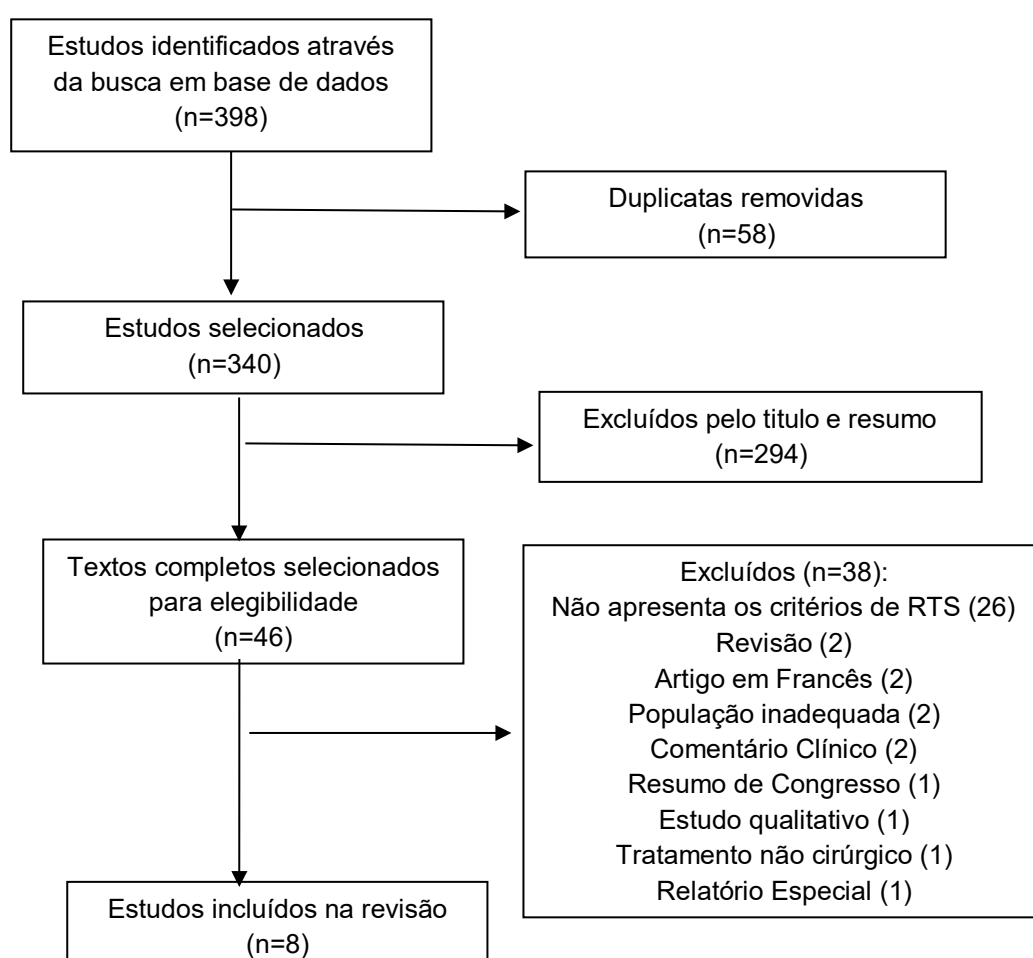 Estudos identificados através
da busca em base de dados
(n=398)
Duplicatas removidas
(n=58)
Estudos selecionados
(n=340)
Excluídos pelo titulo e resumo
(n=294)
Textos completos selecionados
para elegibilidade
(n=46)
Excluídos (n=38):
Não apresenta os critérios de RTS (26)
Revisão (2)
Artigo em Francês (2)
População inadequada (2)
Comentário Clínico (2)
Resumo de Congresso (1)
Estudo qualitativo (1)
Tratamento não cirúrgico (1)
Relatório Especial (1)
Estudos incluídos na revisão
(n=8)